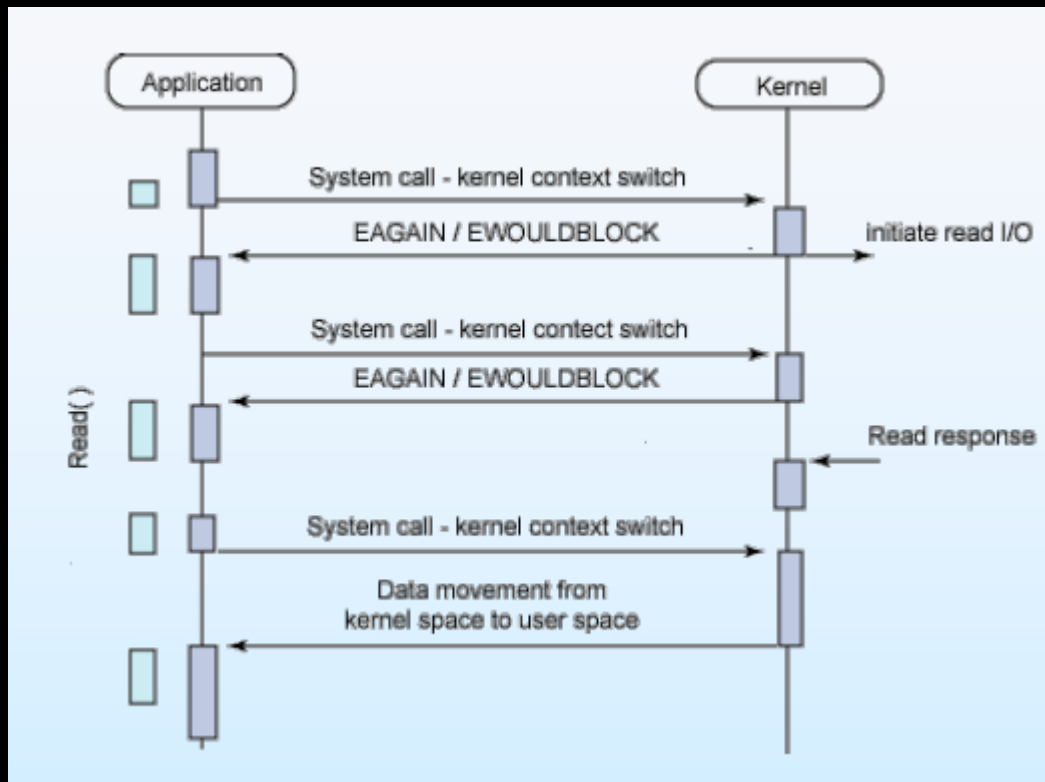 Application
Kernel
System call - kernel context switch
EAGAIN / EWOULDBLOCK
initiate read I/O
System call - kernel contect switch
EAGAIN / EWOULDBLOCK
Read( )
Read response
System call - kernel context switch
Data movement from
kernel space to user space